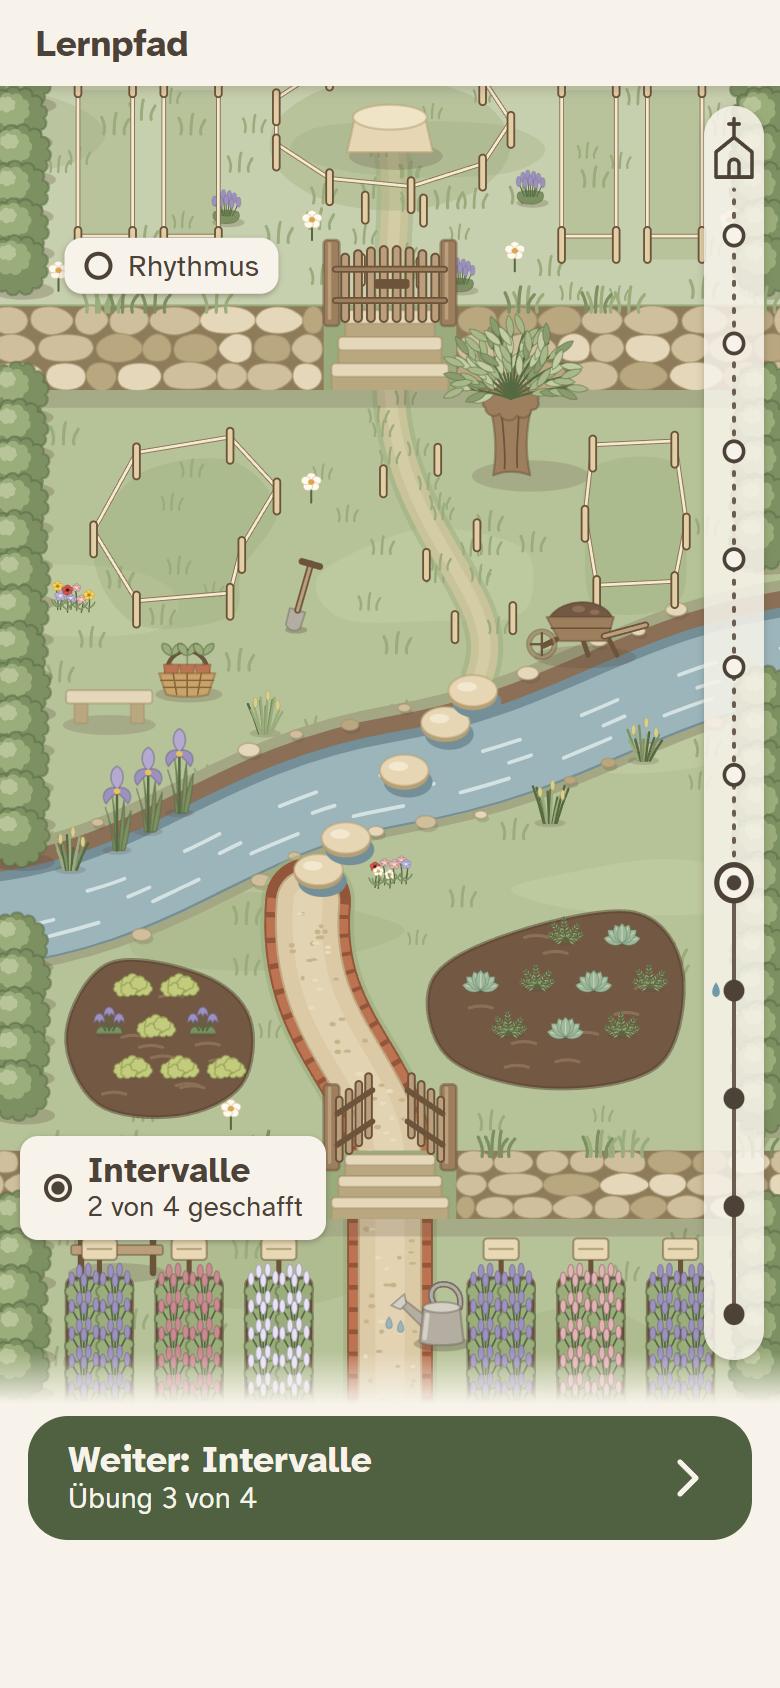 Lernpfad
Rhythmus
Intervalle
2 von 4 geschafft
Weiter: Intervalle
Übung 3 von 4